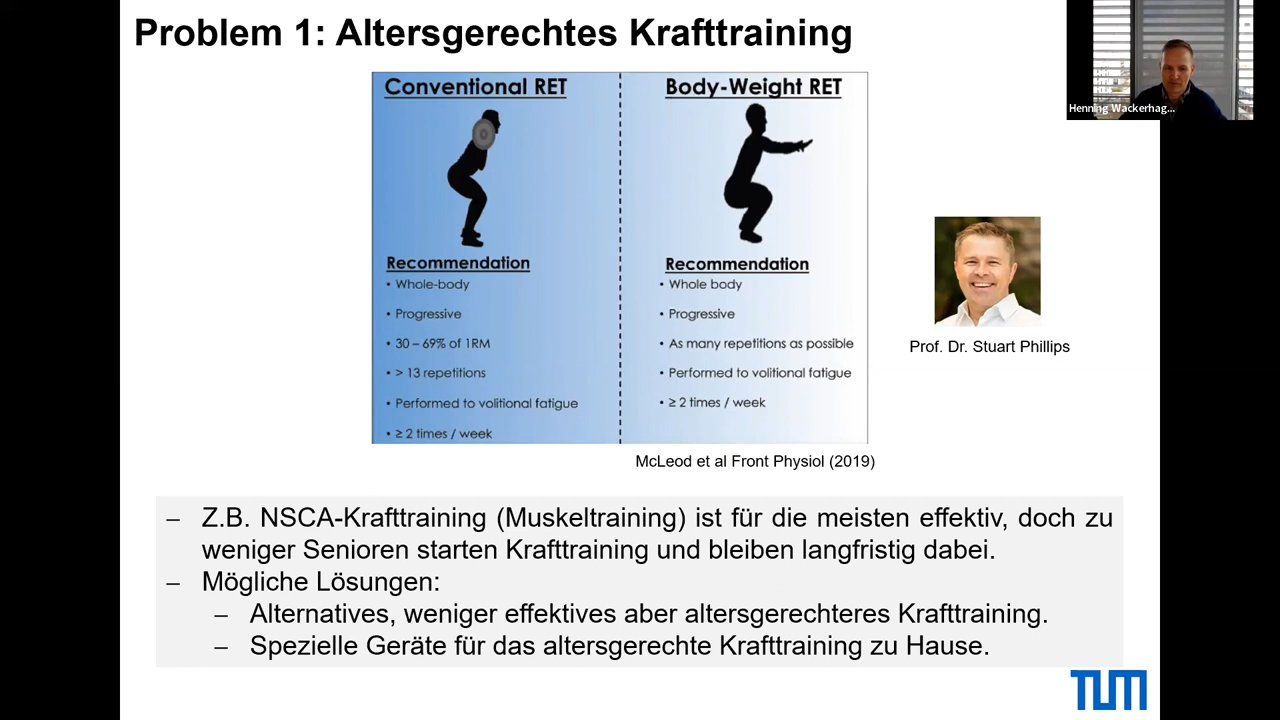 Problem 1: Altersgerechtes Krafttraining
Henning Wackerhag...
Conventional RET
Recommendation
• Whole-body
• Progressive
• 30 – 69% of 1RM
• > 13 repetitions
• Performed to volitional fatigue
• ≥ 2 times / week
Body-Weight RET
Recommendation
• Whole body
• Progressive
• As many repetitions as possible
• Performed to volitional fatigue
• ≥ 2 times / week
Prof. Dr. Stuart Phillips
McLeod et al Front Physiol (2019)
– Z.B. NSCA-Krafttraining (Muskeltraining) ist für die meisten effektiv, doch zu
weniger Senioren starten Krafttraining und bleiben langfristig dabei.
– Mögliche Lösungen:
– Alternatives, weniger effektives aber altersgerechteres Krafttraining.
– Spezielle Geräte für das altersgerechte Krafttraining zu Hause.
TUM